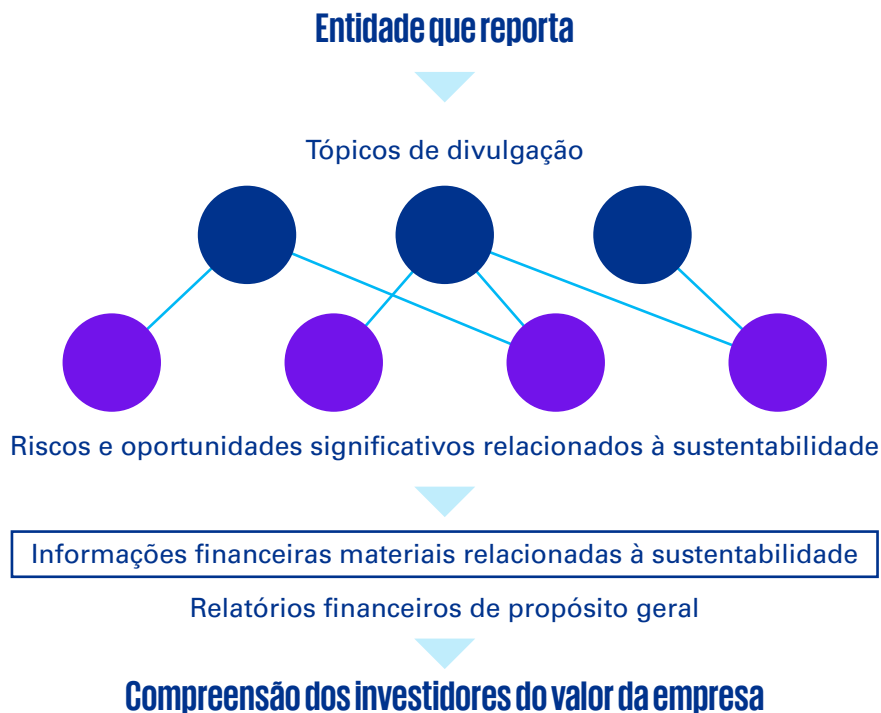 Entidade que reporta
Tópicos de divulgação
Riscos e oportunidades significativos relacionados à sustentabilidade
Informações financeiras materiais relacionadas à sustentabilidade
Relatórios financeiros de propósito geral
Compreensão dos investidores do valor da empresa